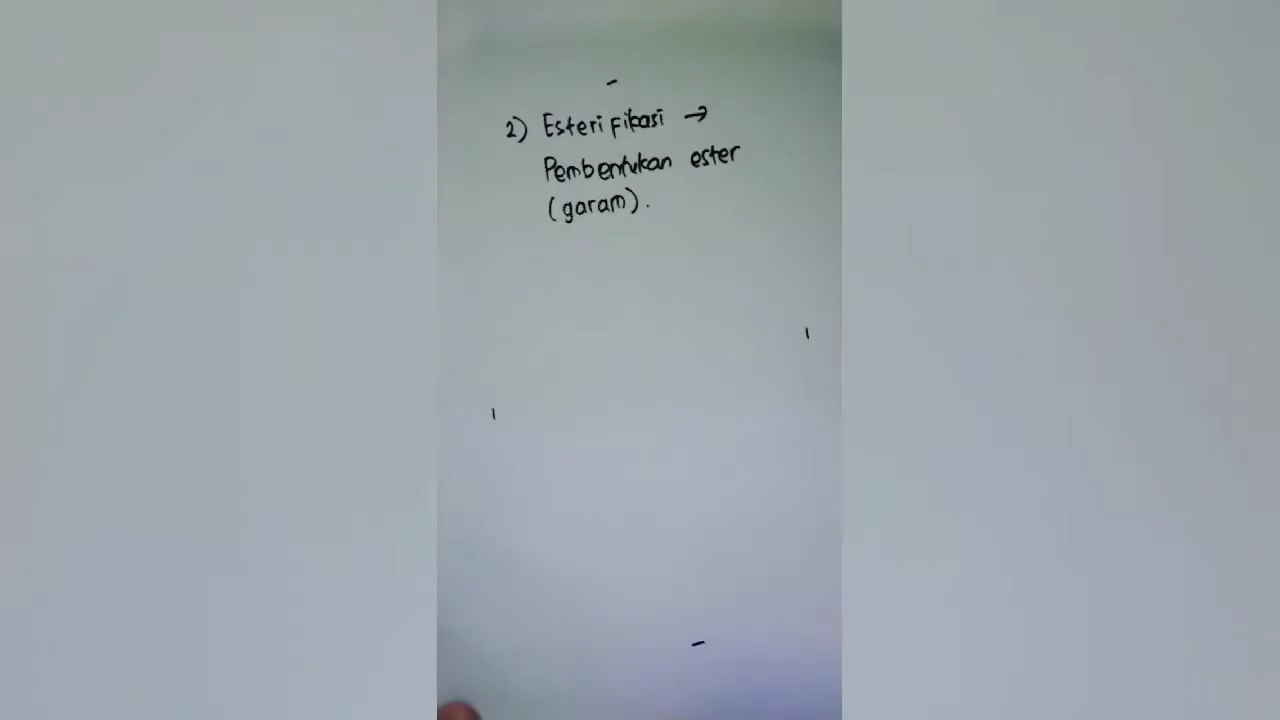 2) Esterifikasi →
Pembentukan ester
(garam).